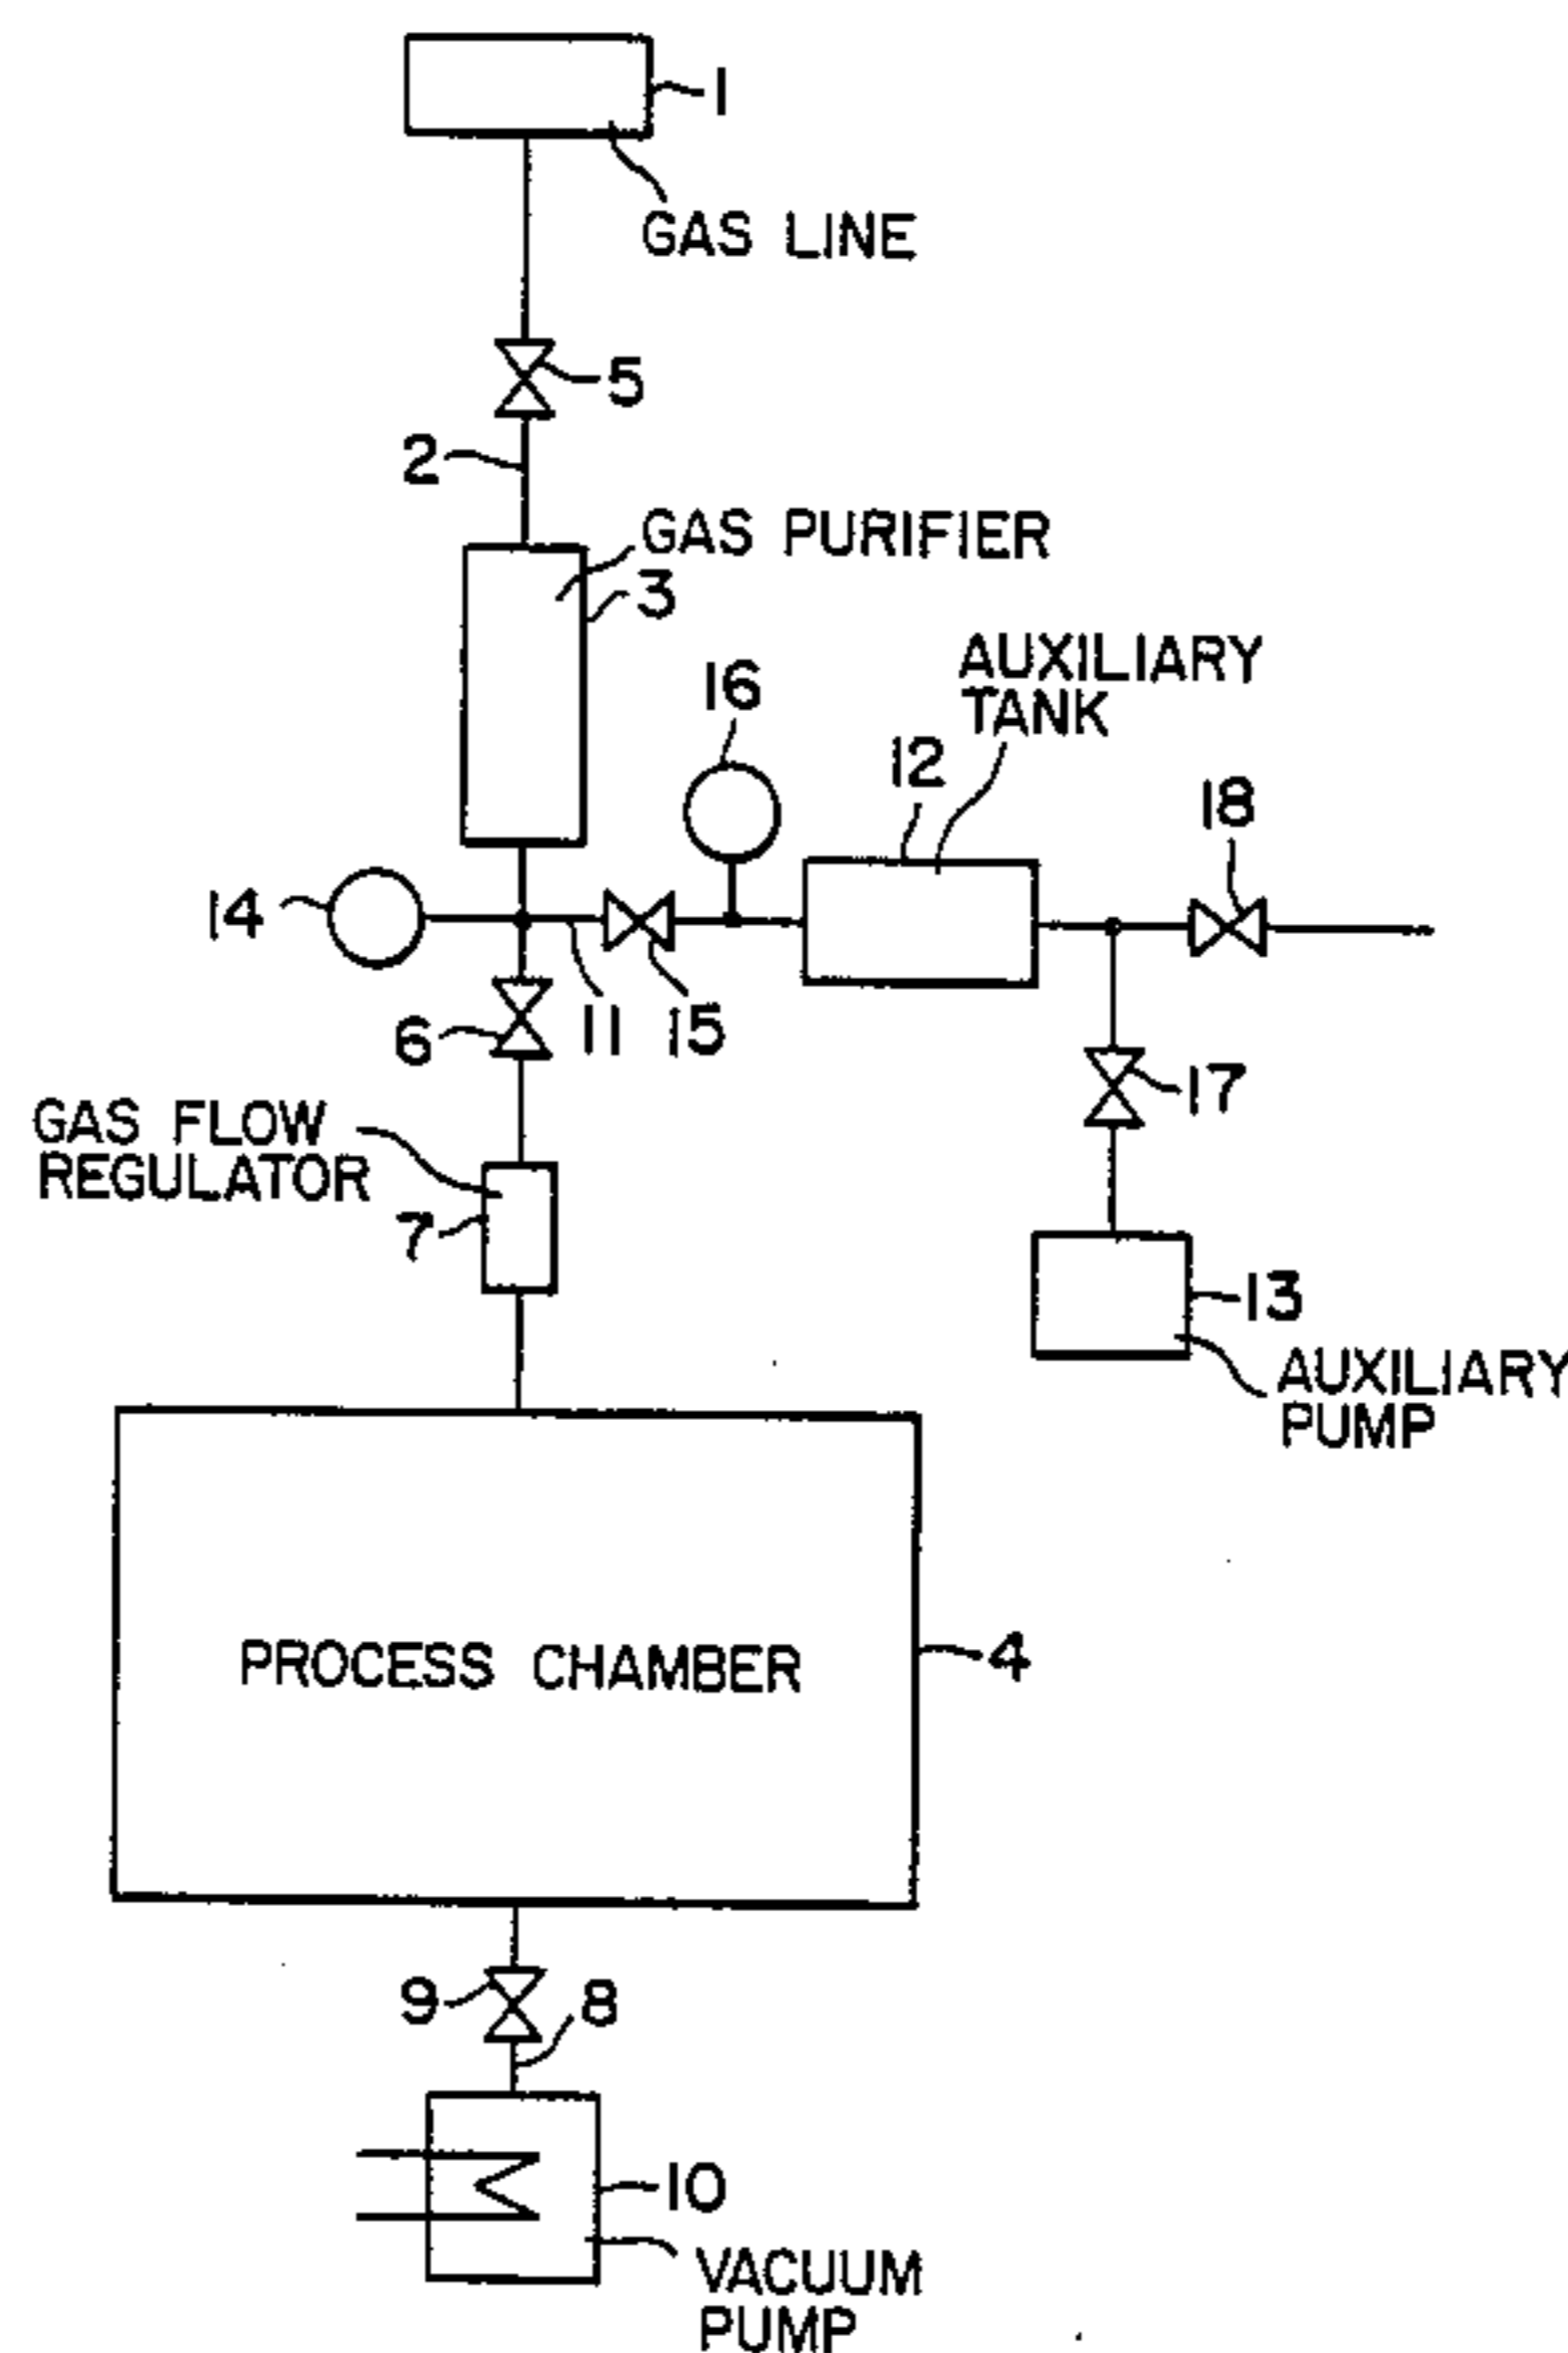 1
GAS LINE
5
2
GAS PURIFIER
3
16
AUXILIARY
TANK
12
18
14
6
11
15
17
GAS FLOW
REGULATOR
7
13
AUXILIARY
PUMP
PROCESS CHAMBER
4
9
8
10
VACUUM
PUMP